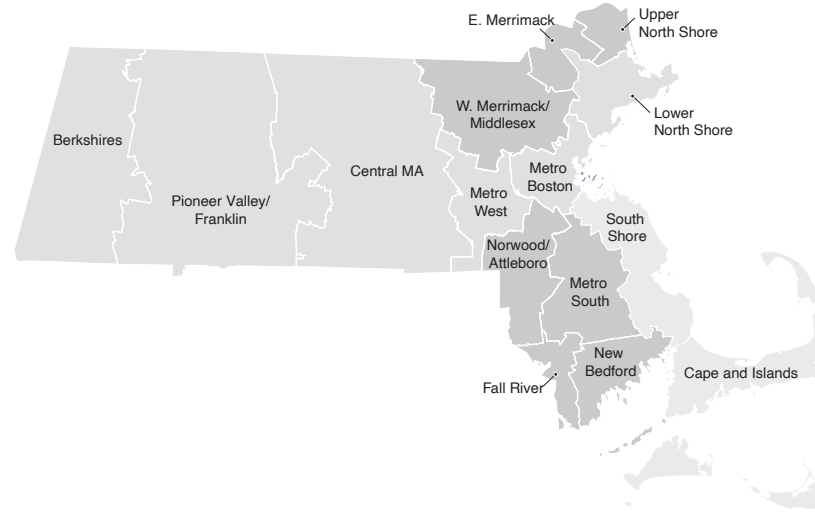 E. Merrimack
Upper
North Shore
W. Merrimack/
Middlesex
Lower
North Shore
Berkshires
Central MA
Metro
Boston
Pioneer Valley/
Franklin
Metro
West
South
Shore
Norwood/
Attleboro
Metro
South
New
Bedford
Fall River
Cape and Islands